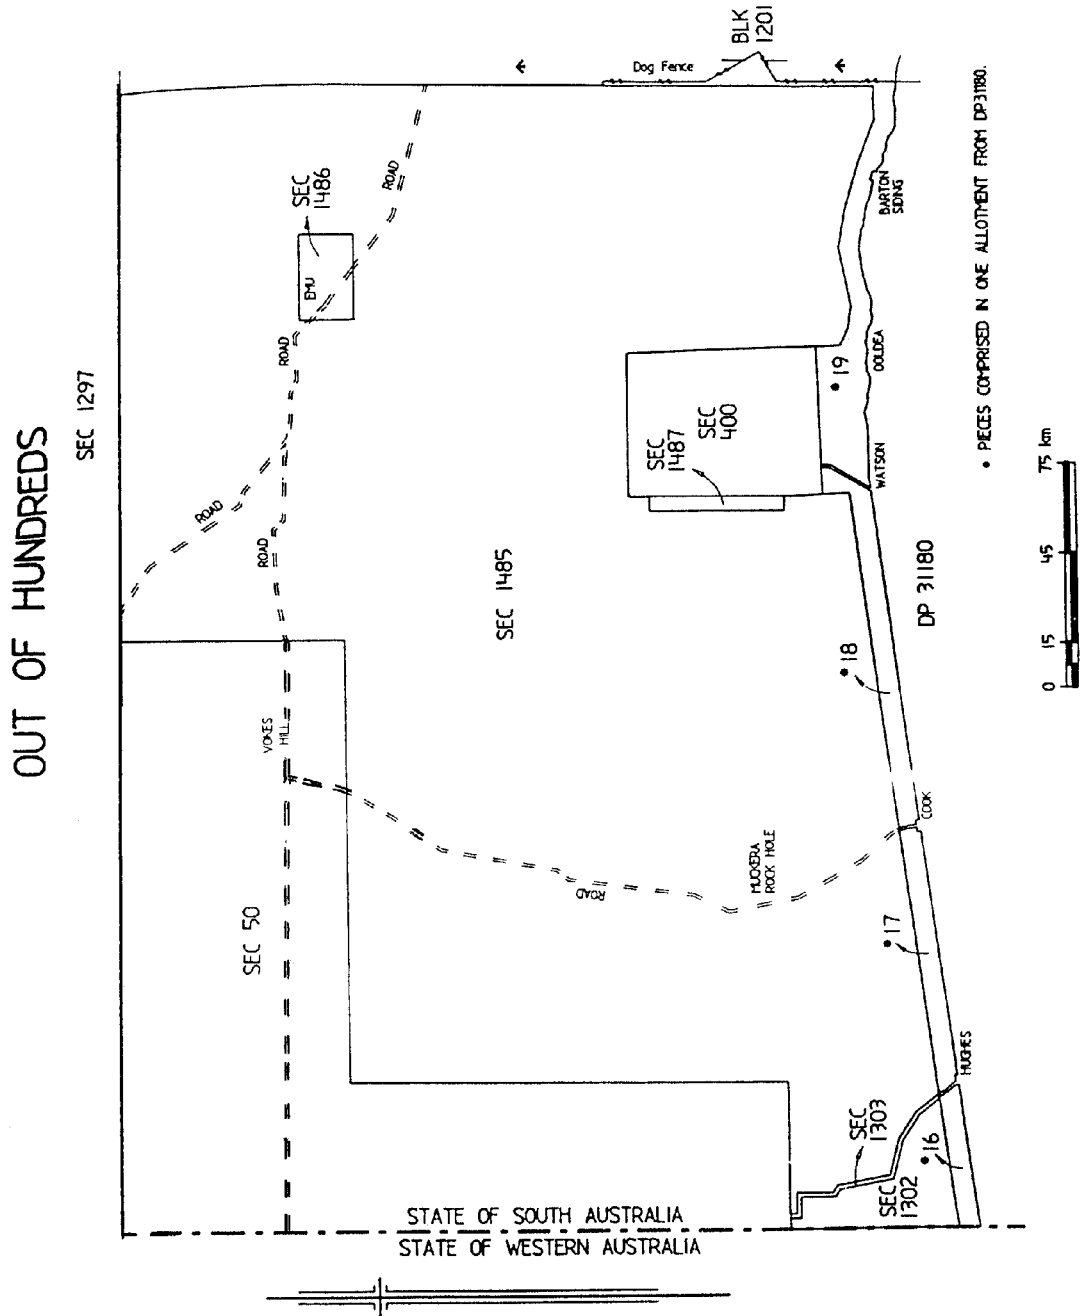 OUT OF HUNDREDS
SEC 1297
BLK
1201
Dog Fence
SEC
1486
EMU
ROAD
ROAD
ROAD
ROAD
VOKES
HILL
SEC 50
SEC 1485
SEC
1487
SEC
400
19
BARTON
SIDING
OOLDEA
WATSON
18
DP 31180
COOK
MUCKERA
ROCK HOLE
ROAD
17
HUGHES
SEC
1303
SEC
1302
16
STATE OF SOUTH AUSTRALIA
STATE OF WESTERN AUSTRALIA
• PIECES COMPRISED IN ONE ALLOTMENT FROM DP31180.
0 15 45 75 km